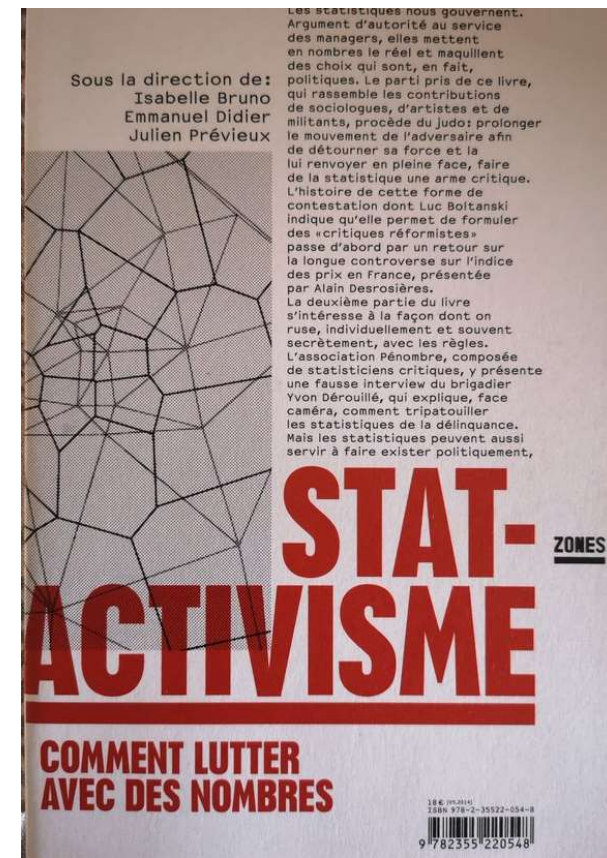 Sous la direction de:
Isabelle Bruno
Emmanuel Didier
Julien Prévieux
Les statistiques nous gouvernent.
Argument d'autorité au service
des managers, elles mettent
en nombres le réel et maquillent
des choix qui sont, en fait,
politiques. Le parti pris de ce livre,
qui rassemble les contributions
de sociologues, d'artistes et de
militants, procède du judo: prolonger
le mouvement de l'adversaire afin
de détourner sa force et la
lui renvoyer en pleine face, faire
de la statistique une arme critique.
L'histoire de cette forme de
contestation dont Luc Boltanski
indique qu'elle permet de formuler
des «critiques réformistes»
passe d'abord par un retour sur
la longue controverse sur l'indice
des prix en France, présentée
par Alain Desrosières.
La deuxième partie du livre
s'intéresse à la façon dont on
ruse, individuellement et souvent
secrètement, avec les règles.
L'association Pénombre, composée
de statisticiens critiques, y présente
une fausse interview du brigadier
Yvon Dérouillé, qui explique, face
caméra, comment tripatouiller
les statistiques de la délinquance.
Mais les statistiques peuvent aussi
servir à faire exister politiquement,
STAT-
ACTIVISME
ZONES
COMMENT LUTTER
AVEC DES NOMBRES
18 € [05.2014]
ISBN 978-2-35522-054-8
9 782355 220548